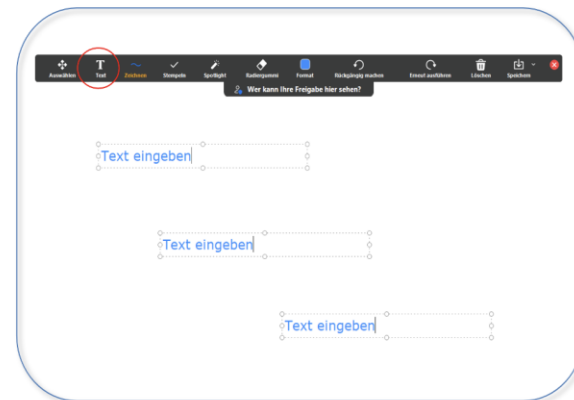 Auswählen Text Zeichnen Stempeln Spotlight Radiergummi Format Rückgängig machen Erneut ausführen Löschen Speichern
Wer kann Ihre Freigabe hier sehen?
Text eingeben
Text eingeben
Text eingeben